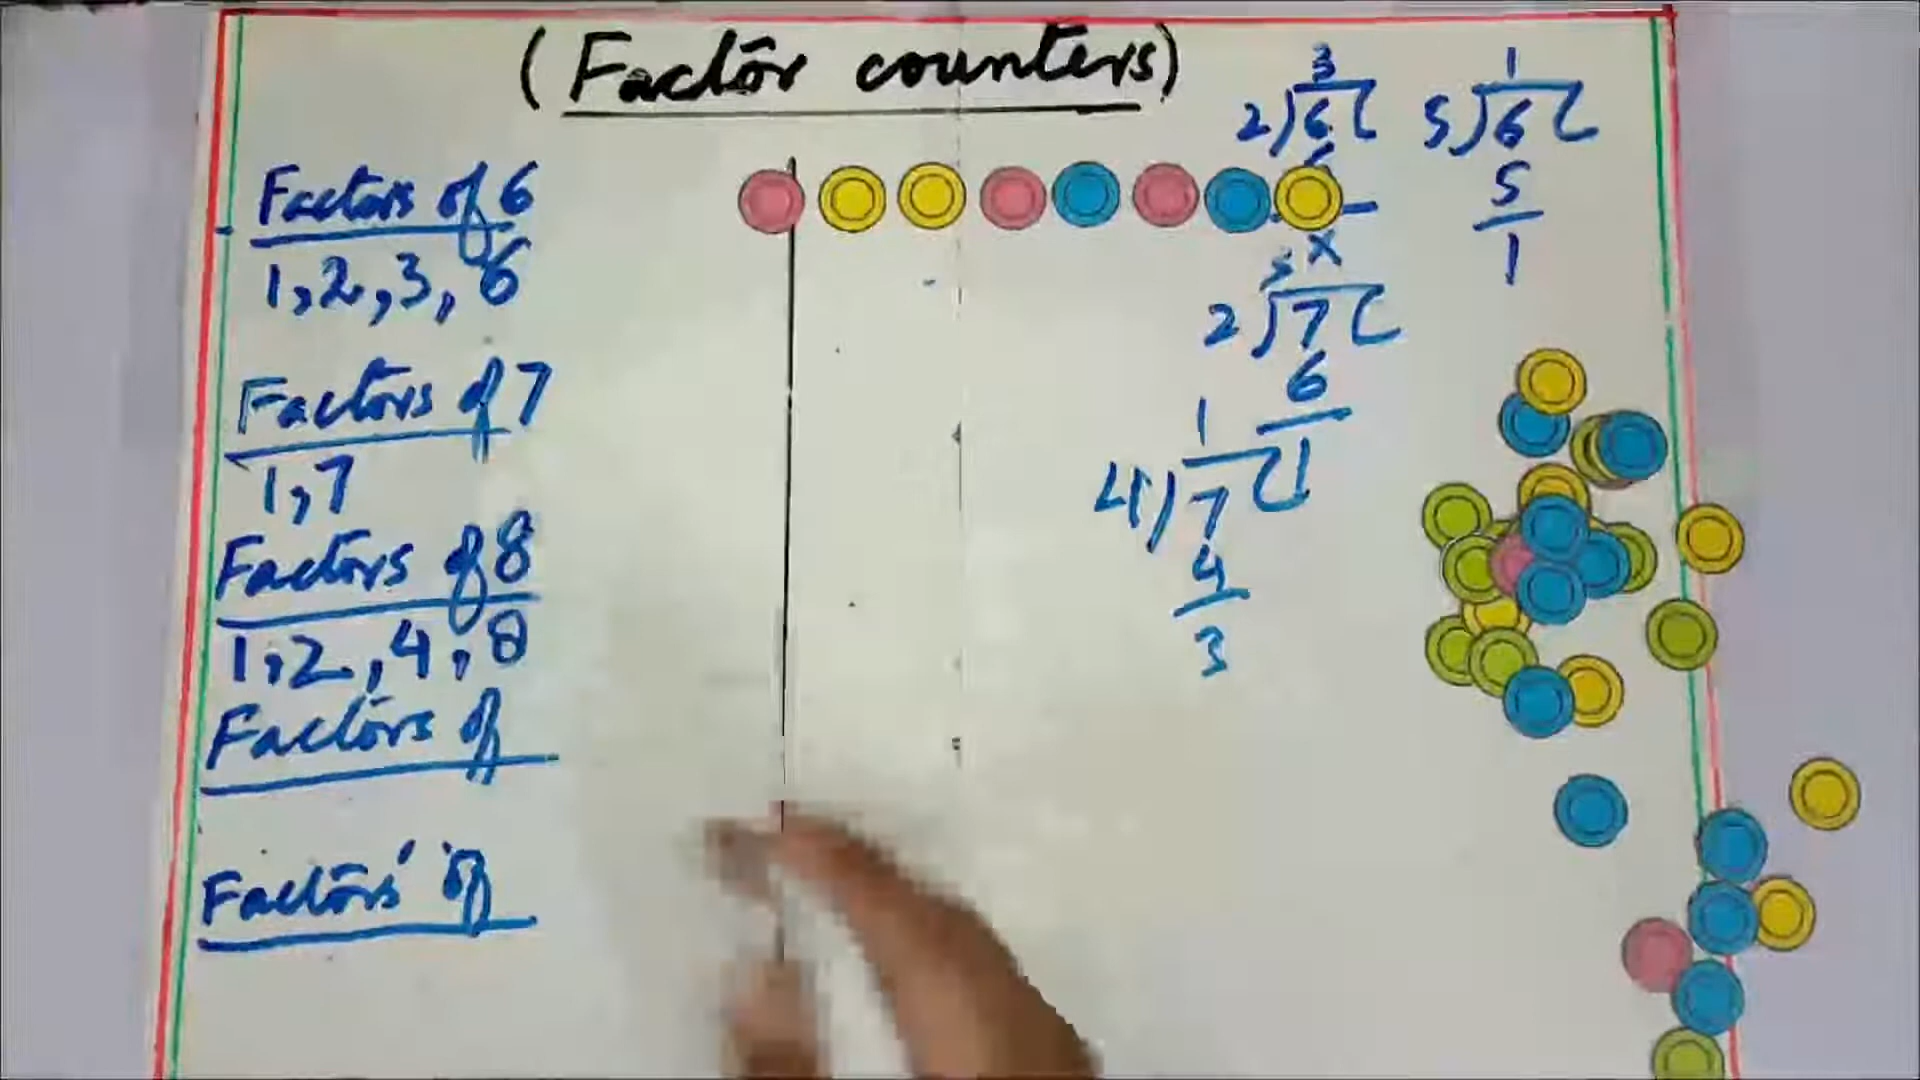 (Factor counters)
Factors of 6
1,2,3,6
Factors of 7
1,7
Factors of 8
1,2,4,8
Factors of
Factors of
3
2)6(
6
x
1
5)6(
5
1
3
2)7(
6
1
1
4)7(
4
3